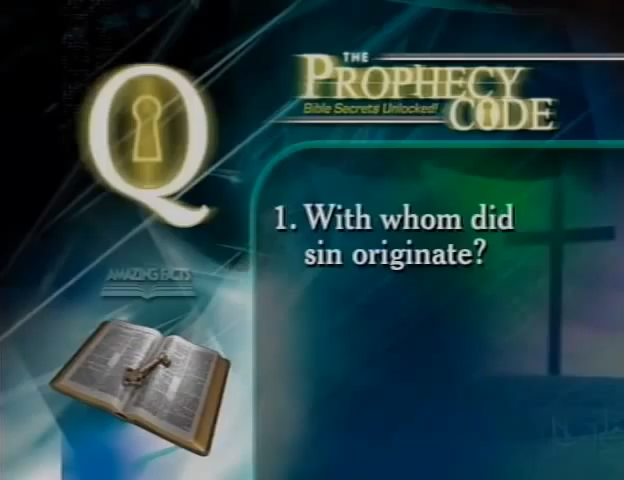 Q
THE
PROPHECY
Bible Secrets Unlocked!
CODE
1. With whom did
sin originate?
AMAZING FACTS